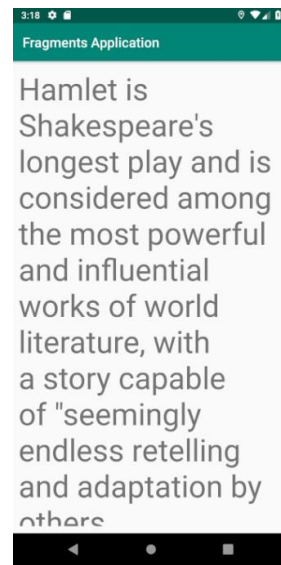 3:18
Fragments Application
Hamlet is
Shakespeare's
longest play and is
considered among
the most powerful
and influential
works of world
literature, with
a story capable
of "seemingly
endless retelling
and adaptation by
others